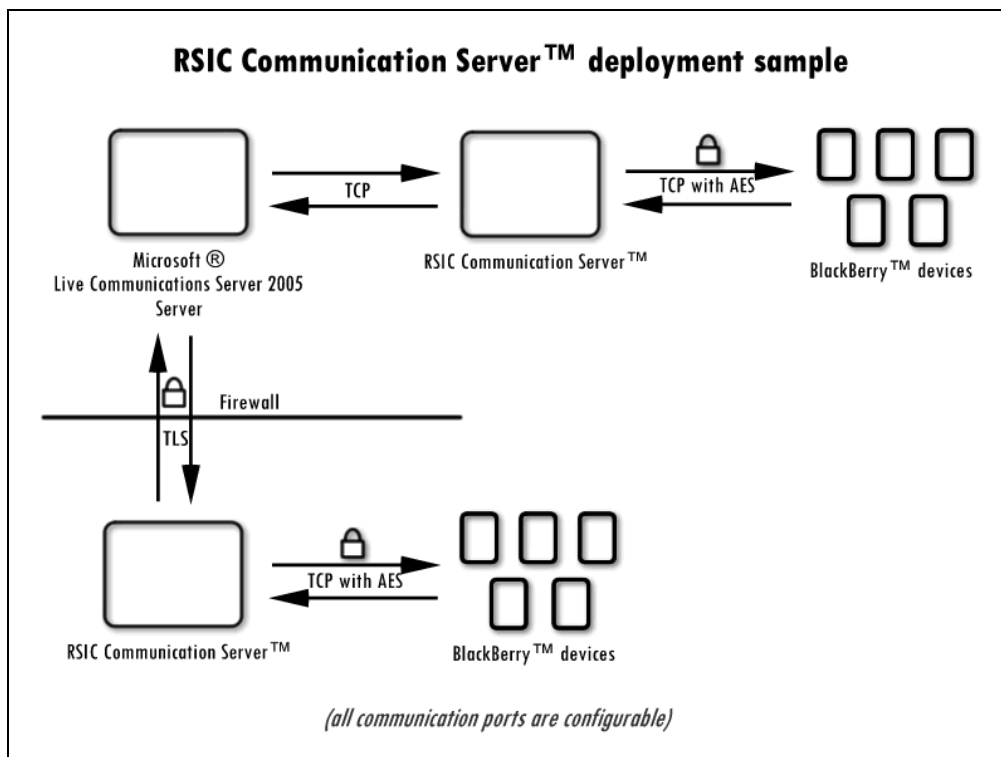 RSIC Communication Server™ deployment sample
TCP
TCP with AES
Microsoft ®
Live Communications Server 2005
Server
RSIC Communication Server™
BlackBerry™ devices
Firewall
TLS
TCP with AES
RSIC Communication Server™
BlackBerry™ devices
(all communication ports are configurable)